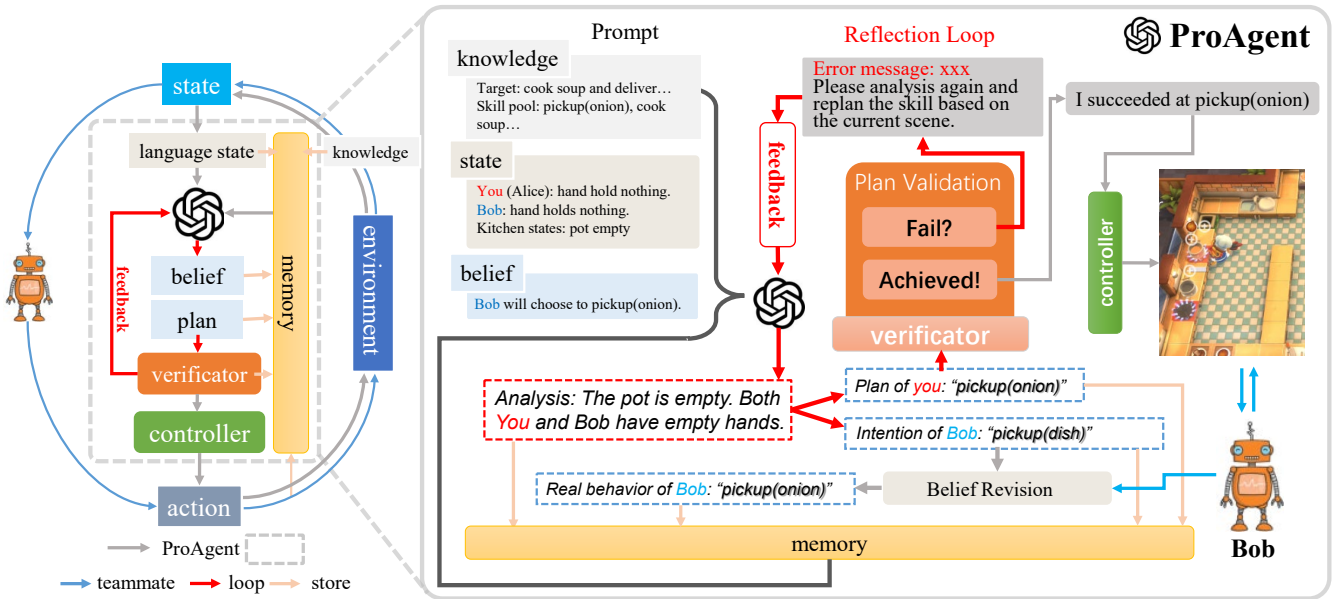 state
language state
knowledge
feedback
belief
plan
verificator
controller
memory
environment
action
ProAgent
teammate
loop
store
Prompt
Reflection Loop
ProAgent
knowledge
Target: cook soup and deliver…
Skill pool: pickup(onion), cook
soup…
state
You (Alice): hand hold nothing.
Bob: hand holds nothing.
Kitchen states: pot empty
belief
Bob will choose to pickup(onion).
Error message: xxx
Please analysis again and
replan the skill based on
the current scene.
feedback
Plan Validation
Fail?
Achieved!
verificator
I succeeded at pickup(onion)
controller
Analysis: The pot is empty. Both
You and Bob have empty hands.
Plan of you: “pickup(onion)”
Intention of Bob: “pickup(dish)”
Belief Revision
Real behavior of Bob: “pickup(onion)”
memory
Bob